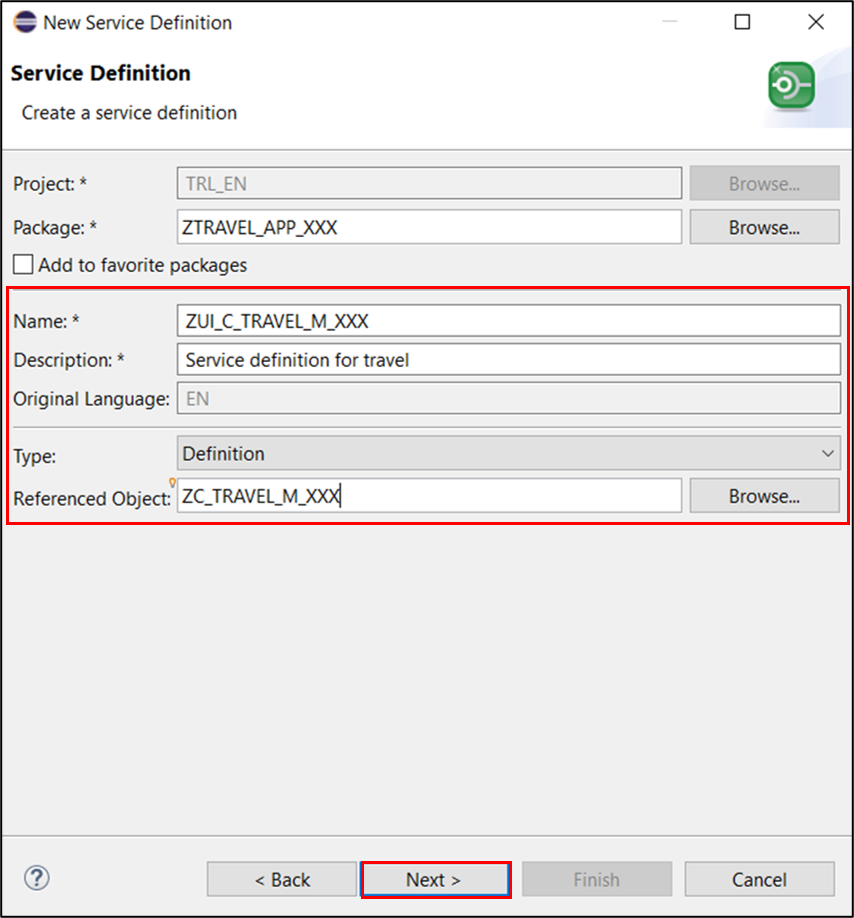 New Service Definition
Service Definition
Create a service definition
Project: * TRL_EN Browse...
Package: * ZTRAVEL_APP_XXX Browse...
Add to favorite packages
Name: * ZUI_C_TRAVEL_M_XXX
Description: * Service definition for travel
Original Language: EN
Type: Definition
Referenced Object: ZC_TRAVEL_M_XXX Browse...
? < Back Next > Finish Cancel